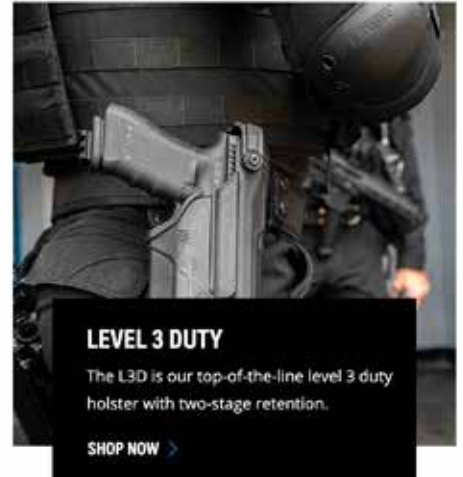 LEVEL 3 DUTY
The L3D is our top-of-the-line level 3 duty
holster with two-stage retention.
SHOP NOW